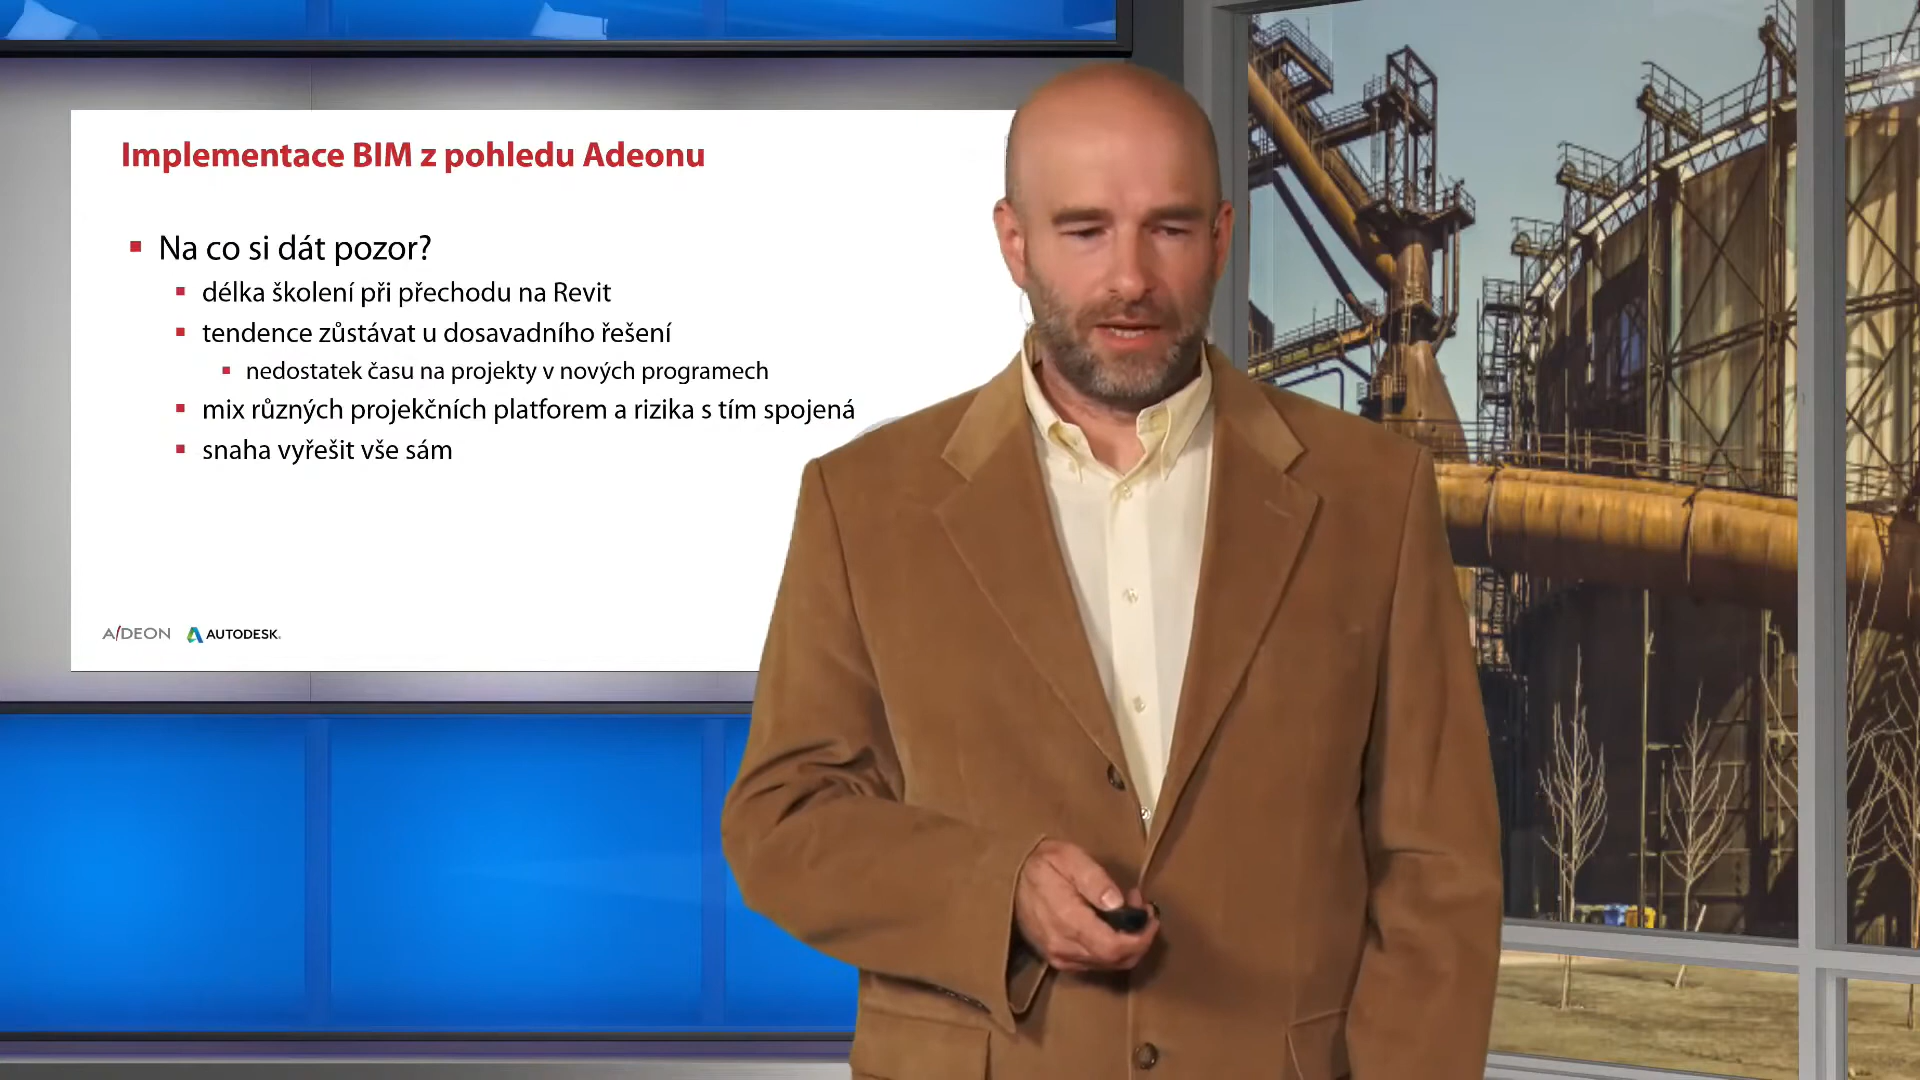 Implementace BIM z pohledu Adeonu
Na co si dát pozor?
délka školení při přechodu na Revit
tendence zůstávat u dosavadního řešení
nedostatek času na projekty v nových programech
mix různých projekčních platforem a rizika s tím spojená
snaha vyřešit vše sám
A/DEON AUTODESK.